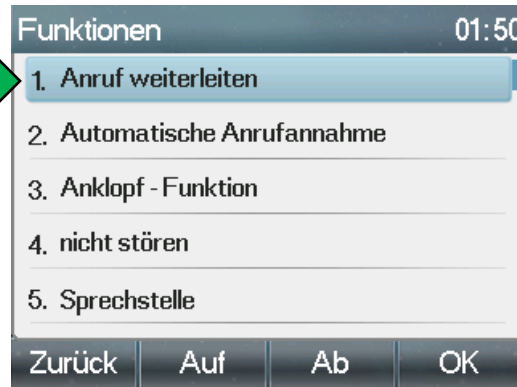 Funktionen 01:50
1. Anruf weiterleiten
2. Automatische Anrufannahme
3. Anklopf - Funktion
4. nicht stören
5. Sprechstelle
Zurück Auf Ab OK